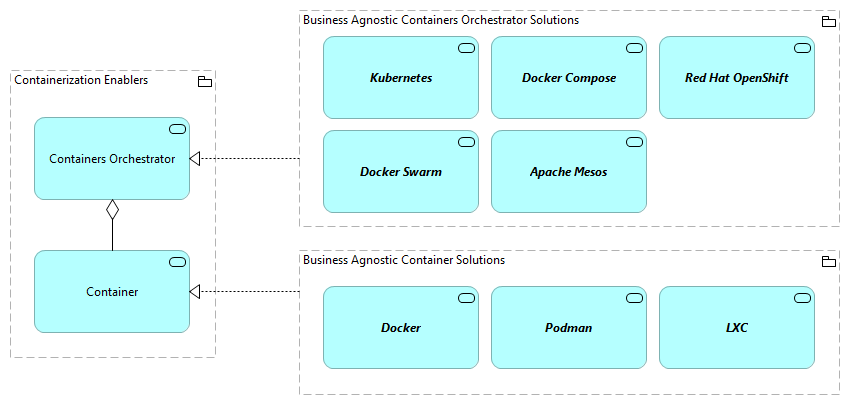 Business Agnostic Containers Orchestrator Solutions
Kubernetes
Docker Compose
Red Hat OpenShift
Docker Swarm
Apache Mesos
Containerization Enablers
Containers Orchestrator
Container
Business Agnostic Container Solutions
Docker
Podman
LXC